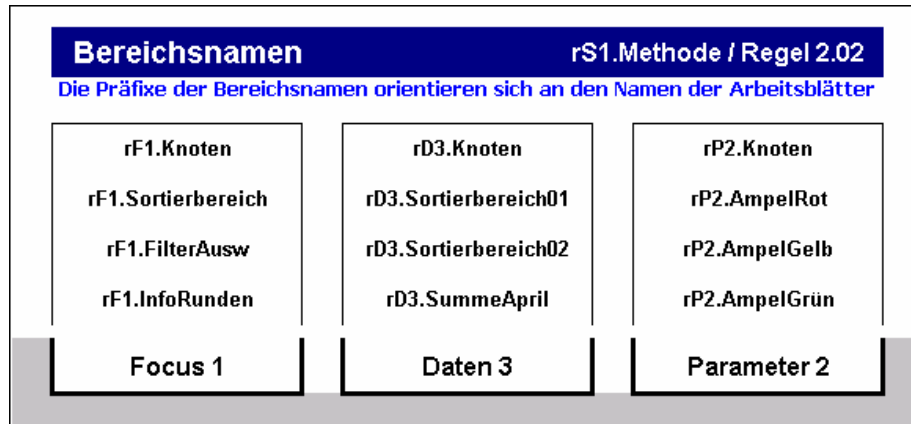 Bereichsnamen rS1.Methode / Regel 2.02
Die Präfixe der Bereichsnamen orientieren sich an den Namen der Arbeitsblätter
rF1.Knoten
rF1.Sortierbereich
rF1.FilterAusw
rF1.InfoRunden
Focus 1
rD3.Knoten
rD3.Sortierbereich01
rD3.Sortierbereich02
rD3.SummeApril
Daten 3
rP2.Knoten
rP2.AmpelRot
rP2.AmpelGelb
rP2.AmpelGrün
Parameter 2